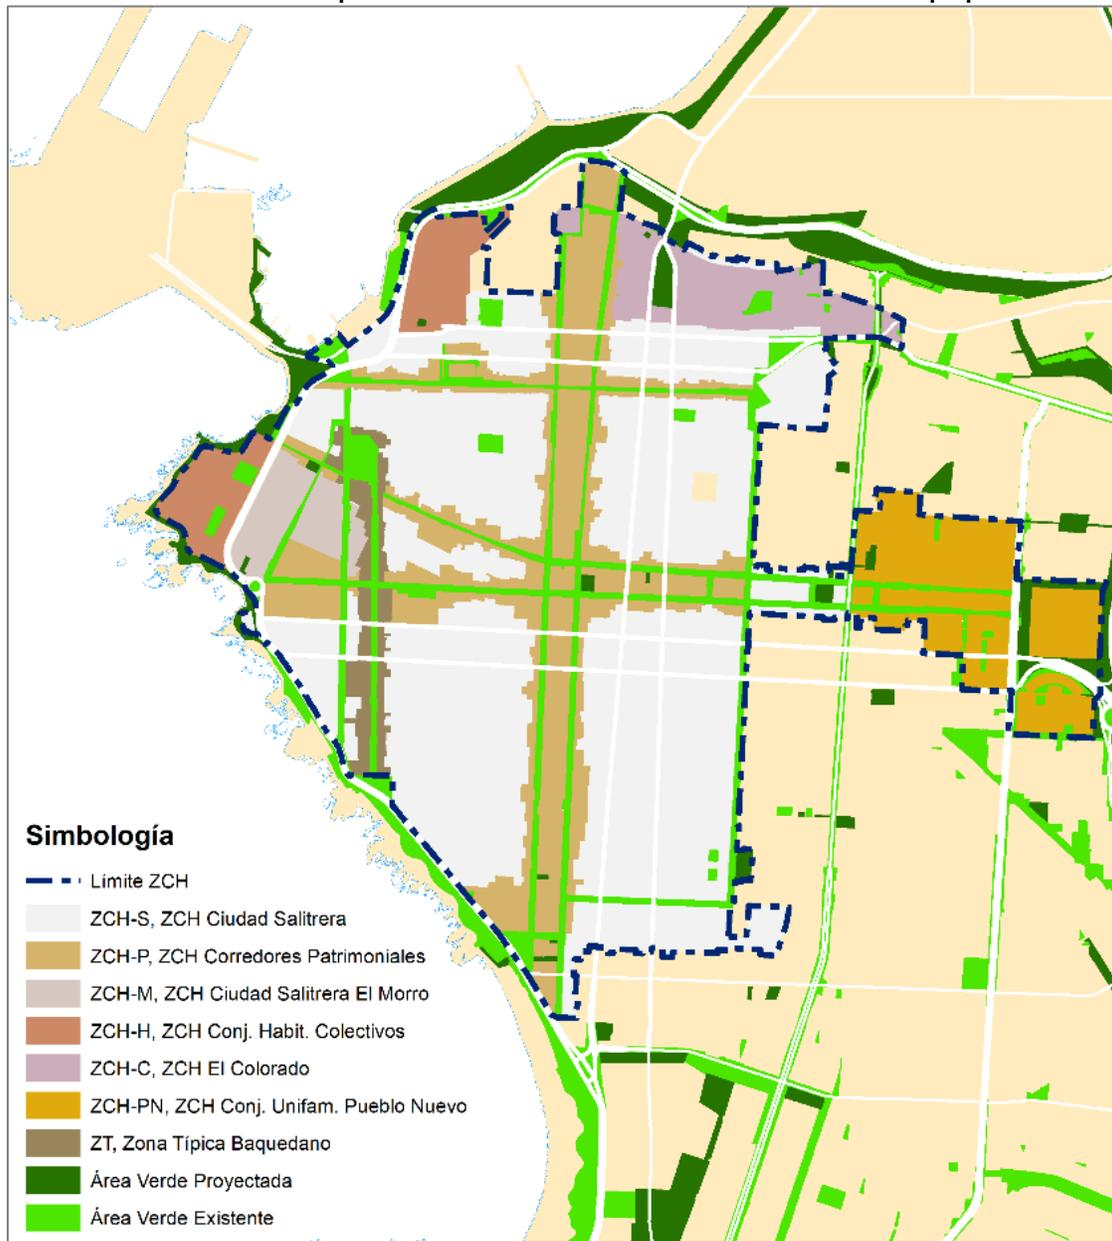 Simbología
Límite ZCH
ZCH-S, ZCH Ciudad Salitrera
ZCH-P, ZCH Corredores Patrimoniales
ZCH-M, ZCH Ciudad Salitrera El Morro
ZCH-H, ZCH Conj. Habit. Colectivos
ZCH-C, ZCH El Colorado
ZCH-PN, ZCH Conj. Unifam. Pueblo Nuevo
ZT, Zona Típica Baquedano
Área Verde Proyectada
Área Verde Existente